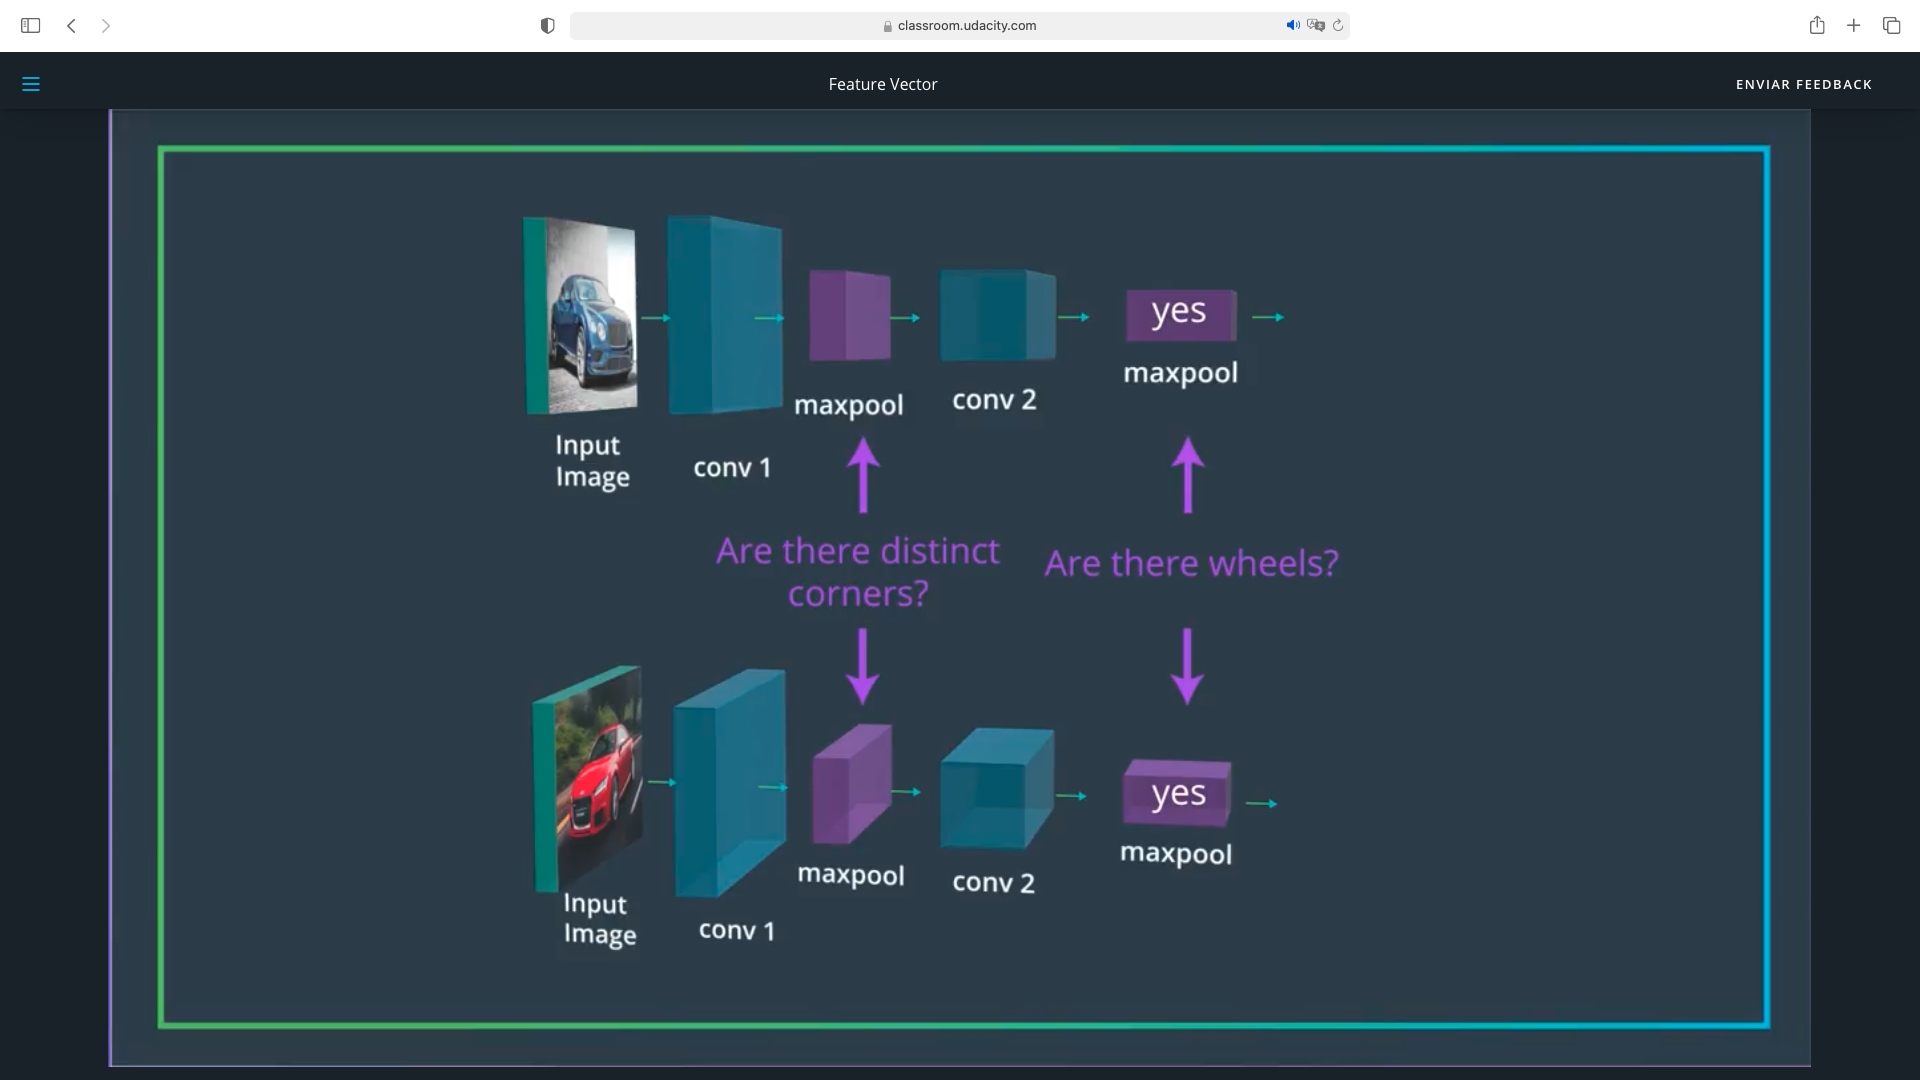 classroom.udacity.com
Feature Vector
ENVIAR FEEDBACK
yes
maxpool
conv 2
maxpool
Input
Image
conv 1
Are there distinct
corners?
Are there wheels?
yes
maxpool
conv 2
maxpool
Input
Image
conv 1